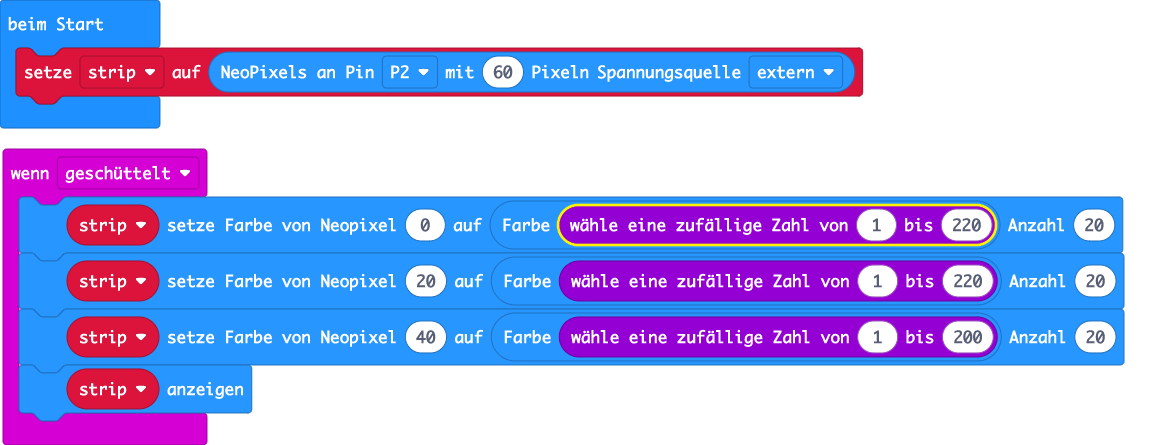 beim Start
setze strip auf NeoPixels an Pin P2 mit 60 Pixeln Spannungsquelle extern
wenn geschüttelt
strip setze Farbe von Neopixel 0 auf Farbe wähle eine zufällige Zahl von 1 bis 220 Anzahl 20
strip setze Farbe von Neopixel 20 auf Farbe wähle eine zufällige Zahl von 1 bis 220 Anzahl 20
strip setze Farbe von Neopixel 40 auf Farbe wähle eine zufällige Zahl von 1 bis 200 Anzahl 20
strip anzeigen